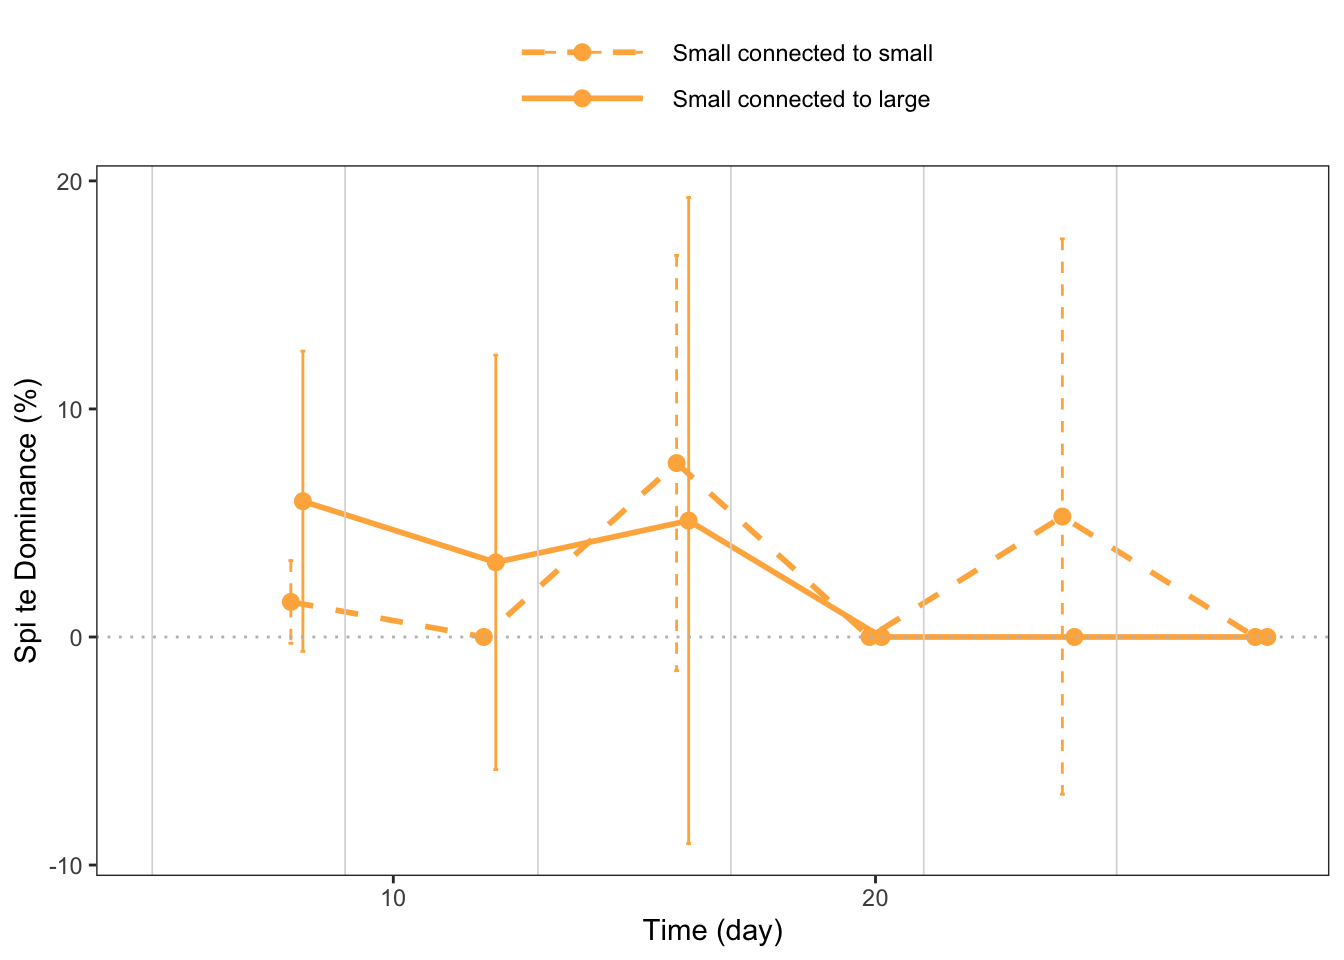 Small connected to small
Small connected to large
20
10
0
-10
Spi te Dominance (%)
10
20
Time (day)